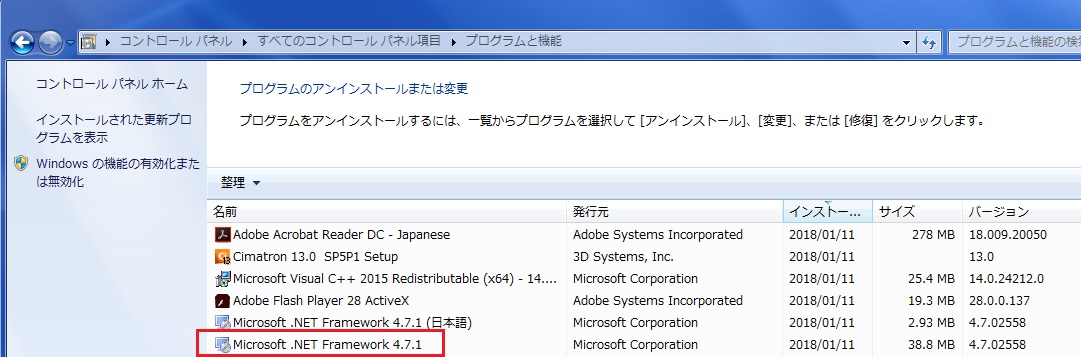 コントロール パネル ▸ すべてのコントロール パネル項目 ▸ プログラムと機能
プログラムと機能の検
コントロール パネル ホーム
インストールされた更新プロ
グラムを表示
Windows の機能の有効化また
は無効化
プログラムのアンインストールまたは変更
プログラムをアンインストールするには、一覧からプログラムを選択して [アンインストール]、[変更]、または [修復] をクリックします。
整理
名前 発行元 インストー... サイズ バージョン
Adobe Acrobat Reader DC - Japanese Adobe Systems Incorporated 2018/01/11 278 MB 18.009.20050
Cimatron 13.0 SP5P1 Setup 3D Systems, Inc. 2018/01/11 13.0
Microsoft Visual C++ 2015 Redistributable (x64) - 14.... Microsoft Corporation 2018/01/11 25.4 MB 14.0.24212.0
Adobe Flash Player 28 ActiveX Adobe Systems Incorporated 2018/01/11 19.3 MB 28.0.0.137
Microsoft .NET Framework 4.7.1 (日本語) Microsoft Corporation 2018/01/11 2.93 MB 4.7.02558
Microsoft .NET Framework 4.7.1 Microsoft Corporation 2018/01/11 38.8 MB 4.7.02558